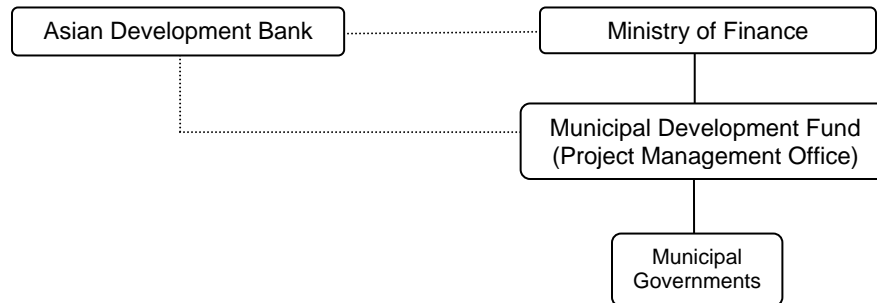 Asian Development Bank
Ministry of Finance
Municipal Development Fund
(Project Management Office)
Municipal
Governments